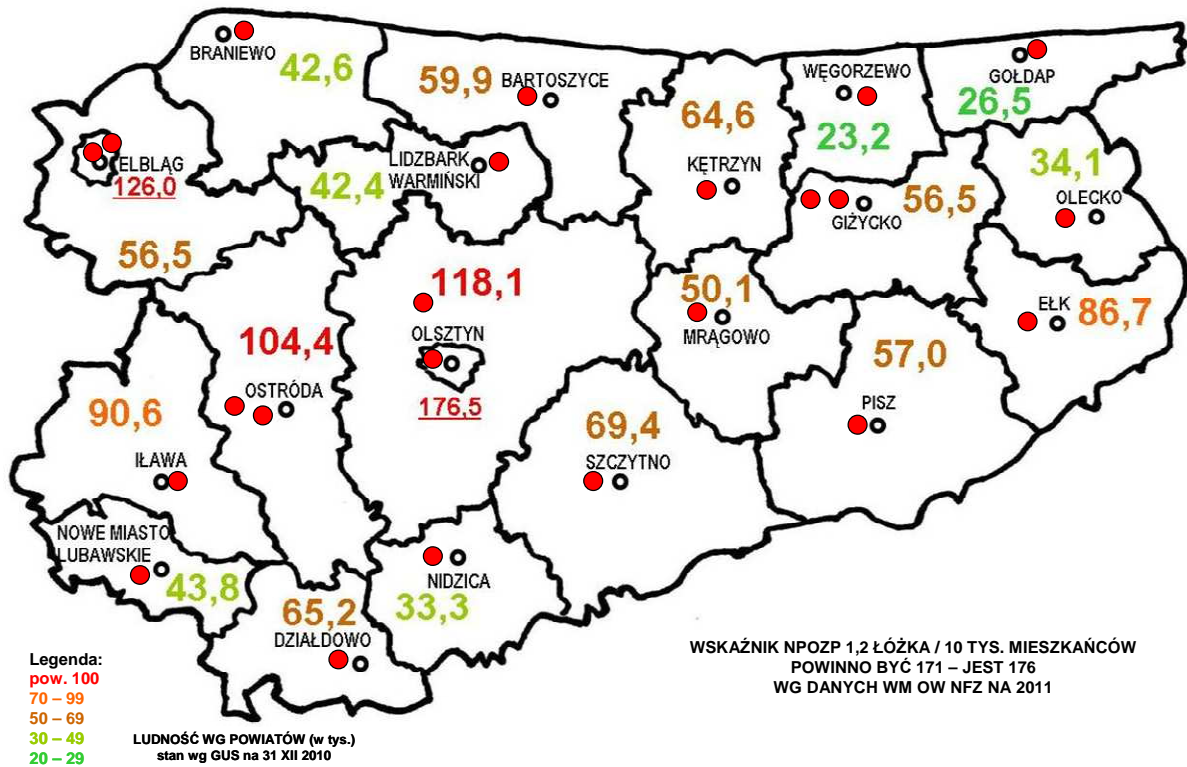 BRANIEWO
42,6
59,9
BARTOSZYCE
WĘGORZEWO
23,2
GOŁDAP
26,5
64,6
KĘTRZYN
ELBLĄG
126,0
56,5
LIDZBARK
WARMIŃSKI
42,4
GIŻYCKO
56,5
34,1
OLECKO
118,1
OLSZTYN
176,5
104,4
OSTRÓDA
50,1
MRĄGOWO
EŁK
86,7
57,0
PISZ
90,6
IŁAWA
69,4
SZCZYTNO
NOWE MIASTO
LUBAWSKIE
43,8
NIDZICA
33,3
65,2
DZIAŁDOWO
WSKAŹNIK NPOZP 1,2 ŁÓŻKA / 10 TYS. MIESZKAŃCÓW
POWINNO BYĆ 171 – JEST 176
WG DANYCH WM OW NFZ NA 2011
Legenda:
pow. 100
70 – 99
50 – 69
30 – 49
20 – 29
LUDNOŚĆ WG POWIATÓW (w tys.)
stan wg GUS na 31 XII 2010